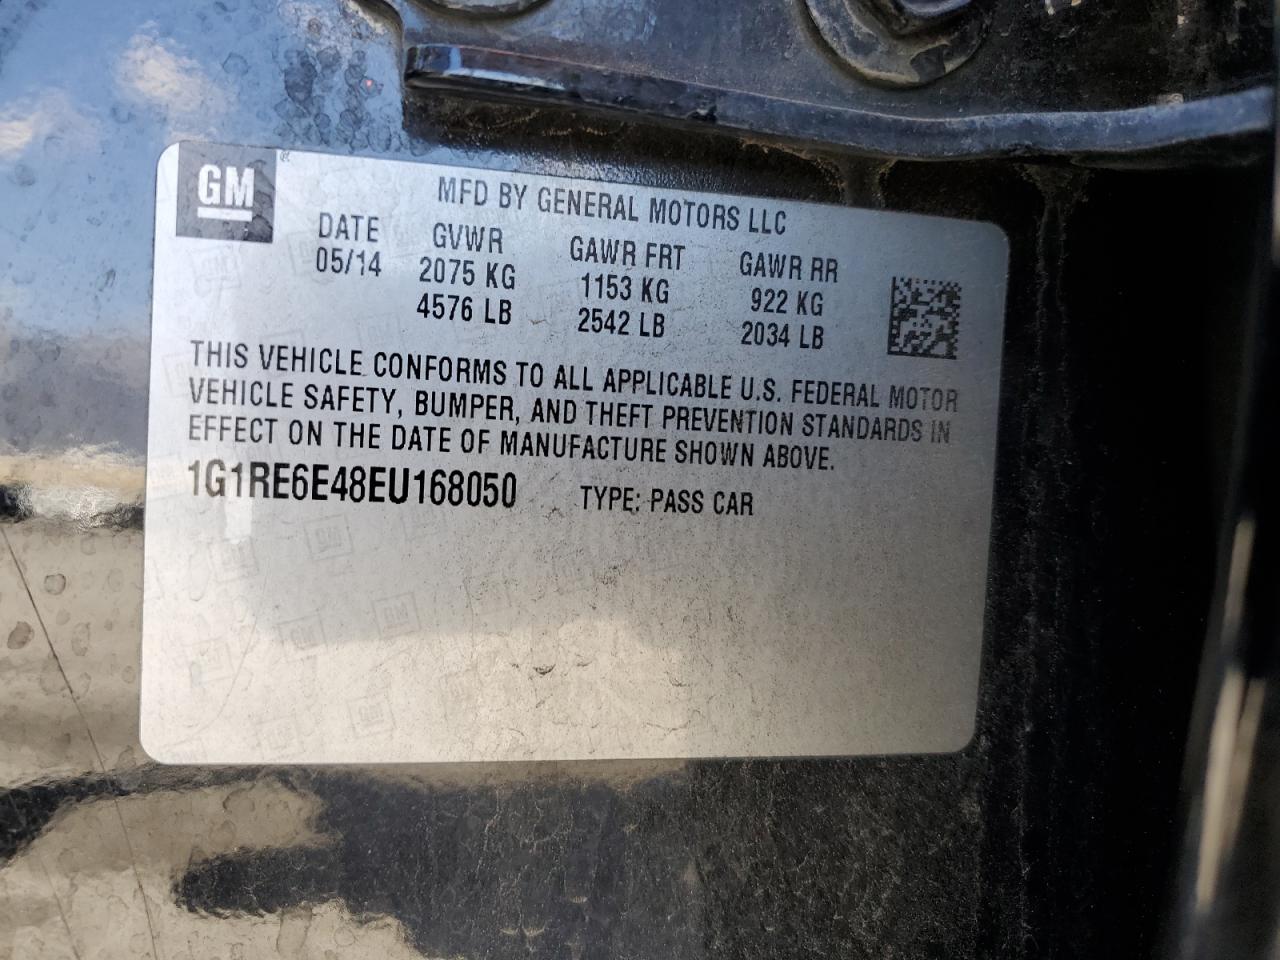 GM
MFD BY GENERAL MOTORS LLC
DATE GVWR GAWR FRT GAWR RR
05/14 2075 KG 1153 KG 922 KG
4576 LB 2542 LB 2034 LB
THIS VEHICLE CONFORMS TO ALL APPLICABLE U.S. FEDERAL MOTOR
VEHICLE SAFETY, BUMPER, AND THEFT PREVENTION STANDARDS IN
EFFECT ON THE DATE OF MANUFACTURE SHOWN ABOVE.
1G1RE6E48EU168050 TYPE: PASS CAR